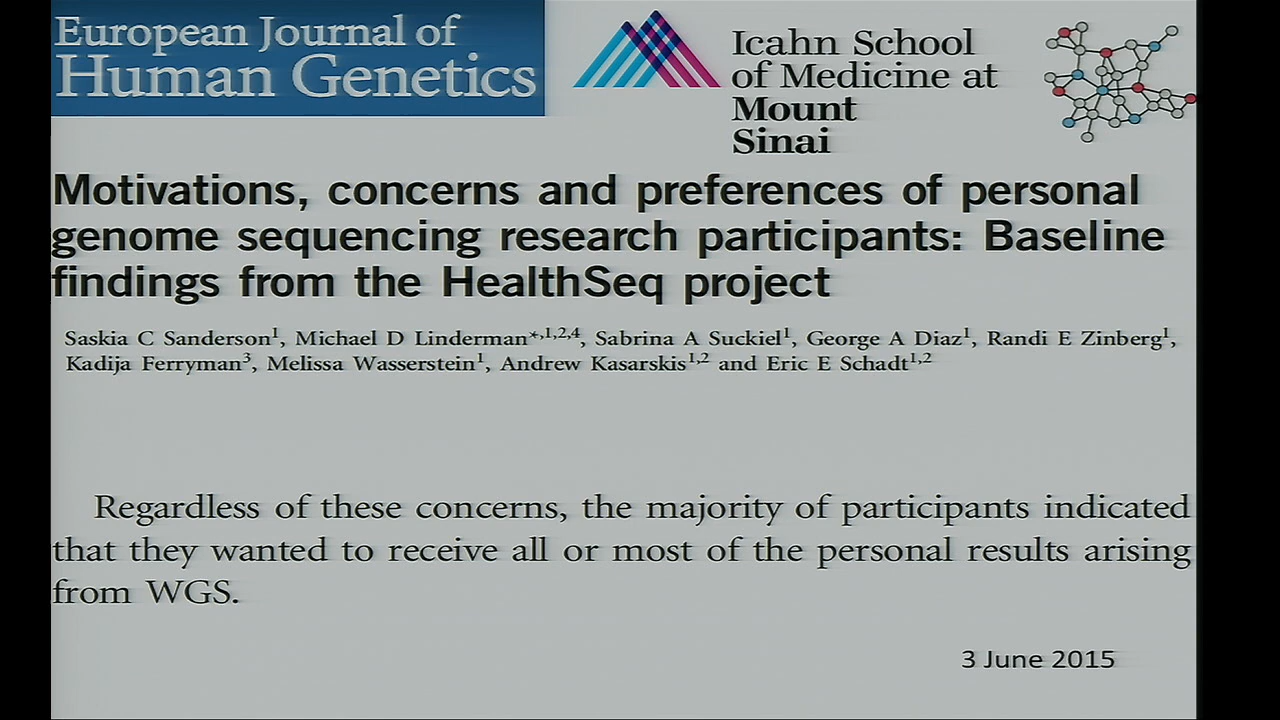 European Journal of
Human Genetics
Icahn School
of Medicine at
Mount
Sinai
Motivations, concerns and preferences of personal
genome sequencing research participants: Baseline
findings from the HealthSeq project
Saskia C Sanderson1, Michael D Linderman*,1,2,4, Sabrina A Suckiel1, George A Diaz1, Randi E Zinberg1,
Kadija Ferryman3, Melissa Wasserstein1, Andrew Kasarskis1,2 and Eric E Schadt1,2
Regardless of these concerns, the majority of participants indicated
that they wanted to receive all or most of the personal results arising
from WGS.
3 June 2015